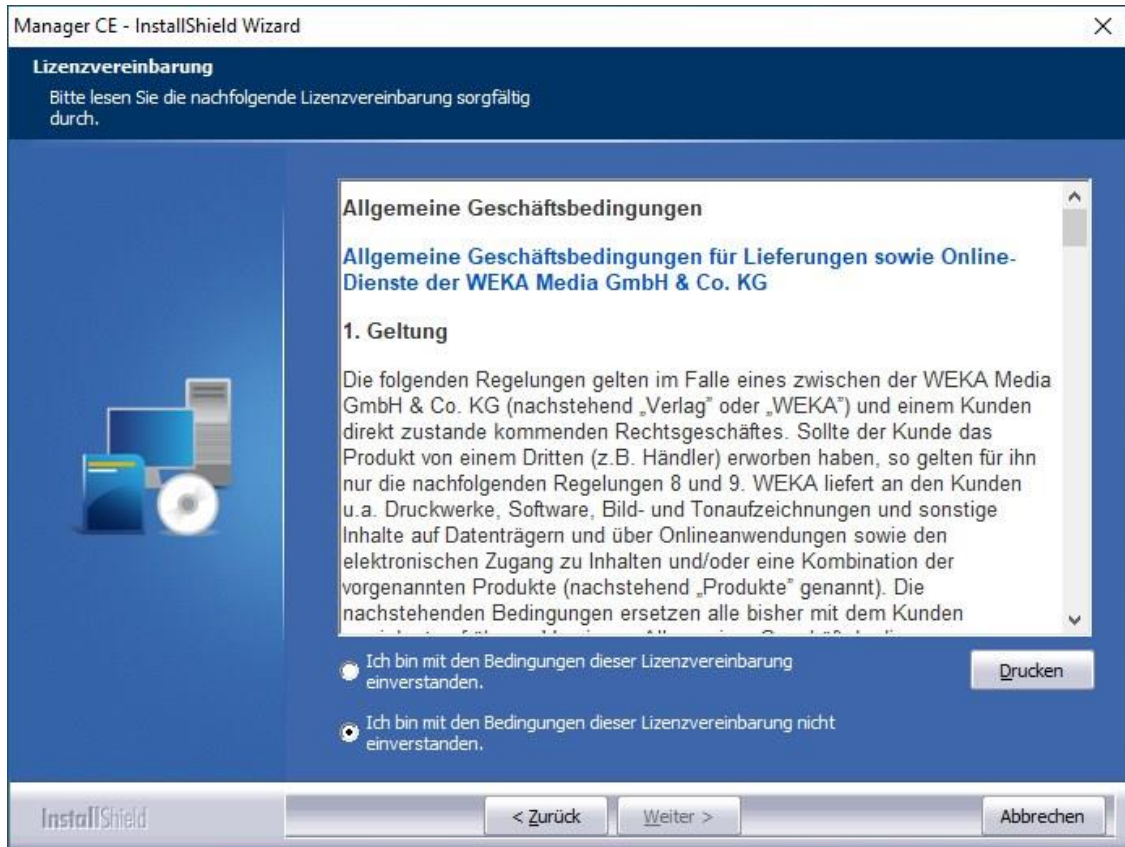 Manager CE - InstallShield Wizard
Lizenzvereinbarung
Bitte lesen Sie die nachfolgende Lizenzvereinbarung sorgfältig
durch.
Allgemeine Geschäftsbedingungen
Allgemeine Geschäftsbedingungen für Lieferungen sowie Online-
Dienste der WEKA Media GmbH & Co. KG
1. Geltung
Die folgenden Regelungen gelten im Falle eines zwischen der WEKA Media
GmbH & Co. KG (nachstehend „Verlag” oder „WEKA”) und einem Kunden
direkt zustande kommenden Rechtsgeschäftes. Sollte der Kunde das
Produkt von einem Dritten (z.B. Händler) erworben haben, so gelten für ihn
nur die nachfolgenden Regelungen 8 und 9. WEKA liefert an den Kunden
u.a. Druckwerke, Software, Bild- und Tonaufzeichnungen und sonstige
Inhalte auf Datenträgern und über Onlineanwendungen sowie den
elektronischen Zugang zu Inhalten und/oder eine Kombination der
vorgenannten Produkte (nachstehend „Produkte” genannt). Die
nachstehenden Bedingungen ersetzen alle bisher mit dem Kunden
Ich bin mit den Bedingungen dieser Lizenzvereinbarung
einverstanden.
Drucken
Ich bin mit den Bedingungen dieser Lizenzvereinbarung nicht
einverstanden.
InstallShield
< Zurück
Weiter >
Abbrechen